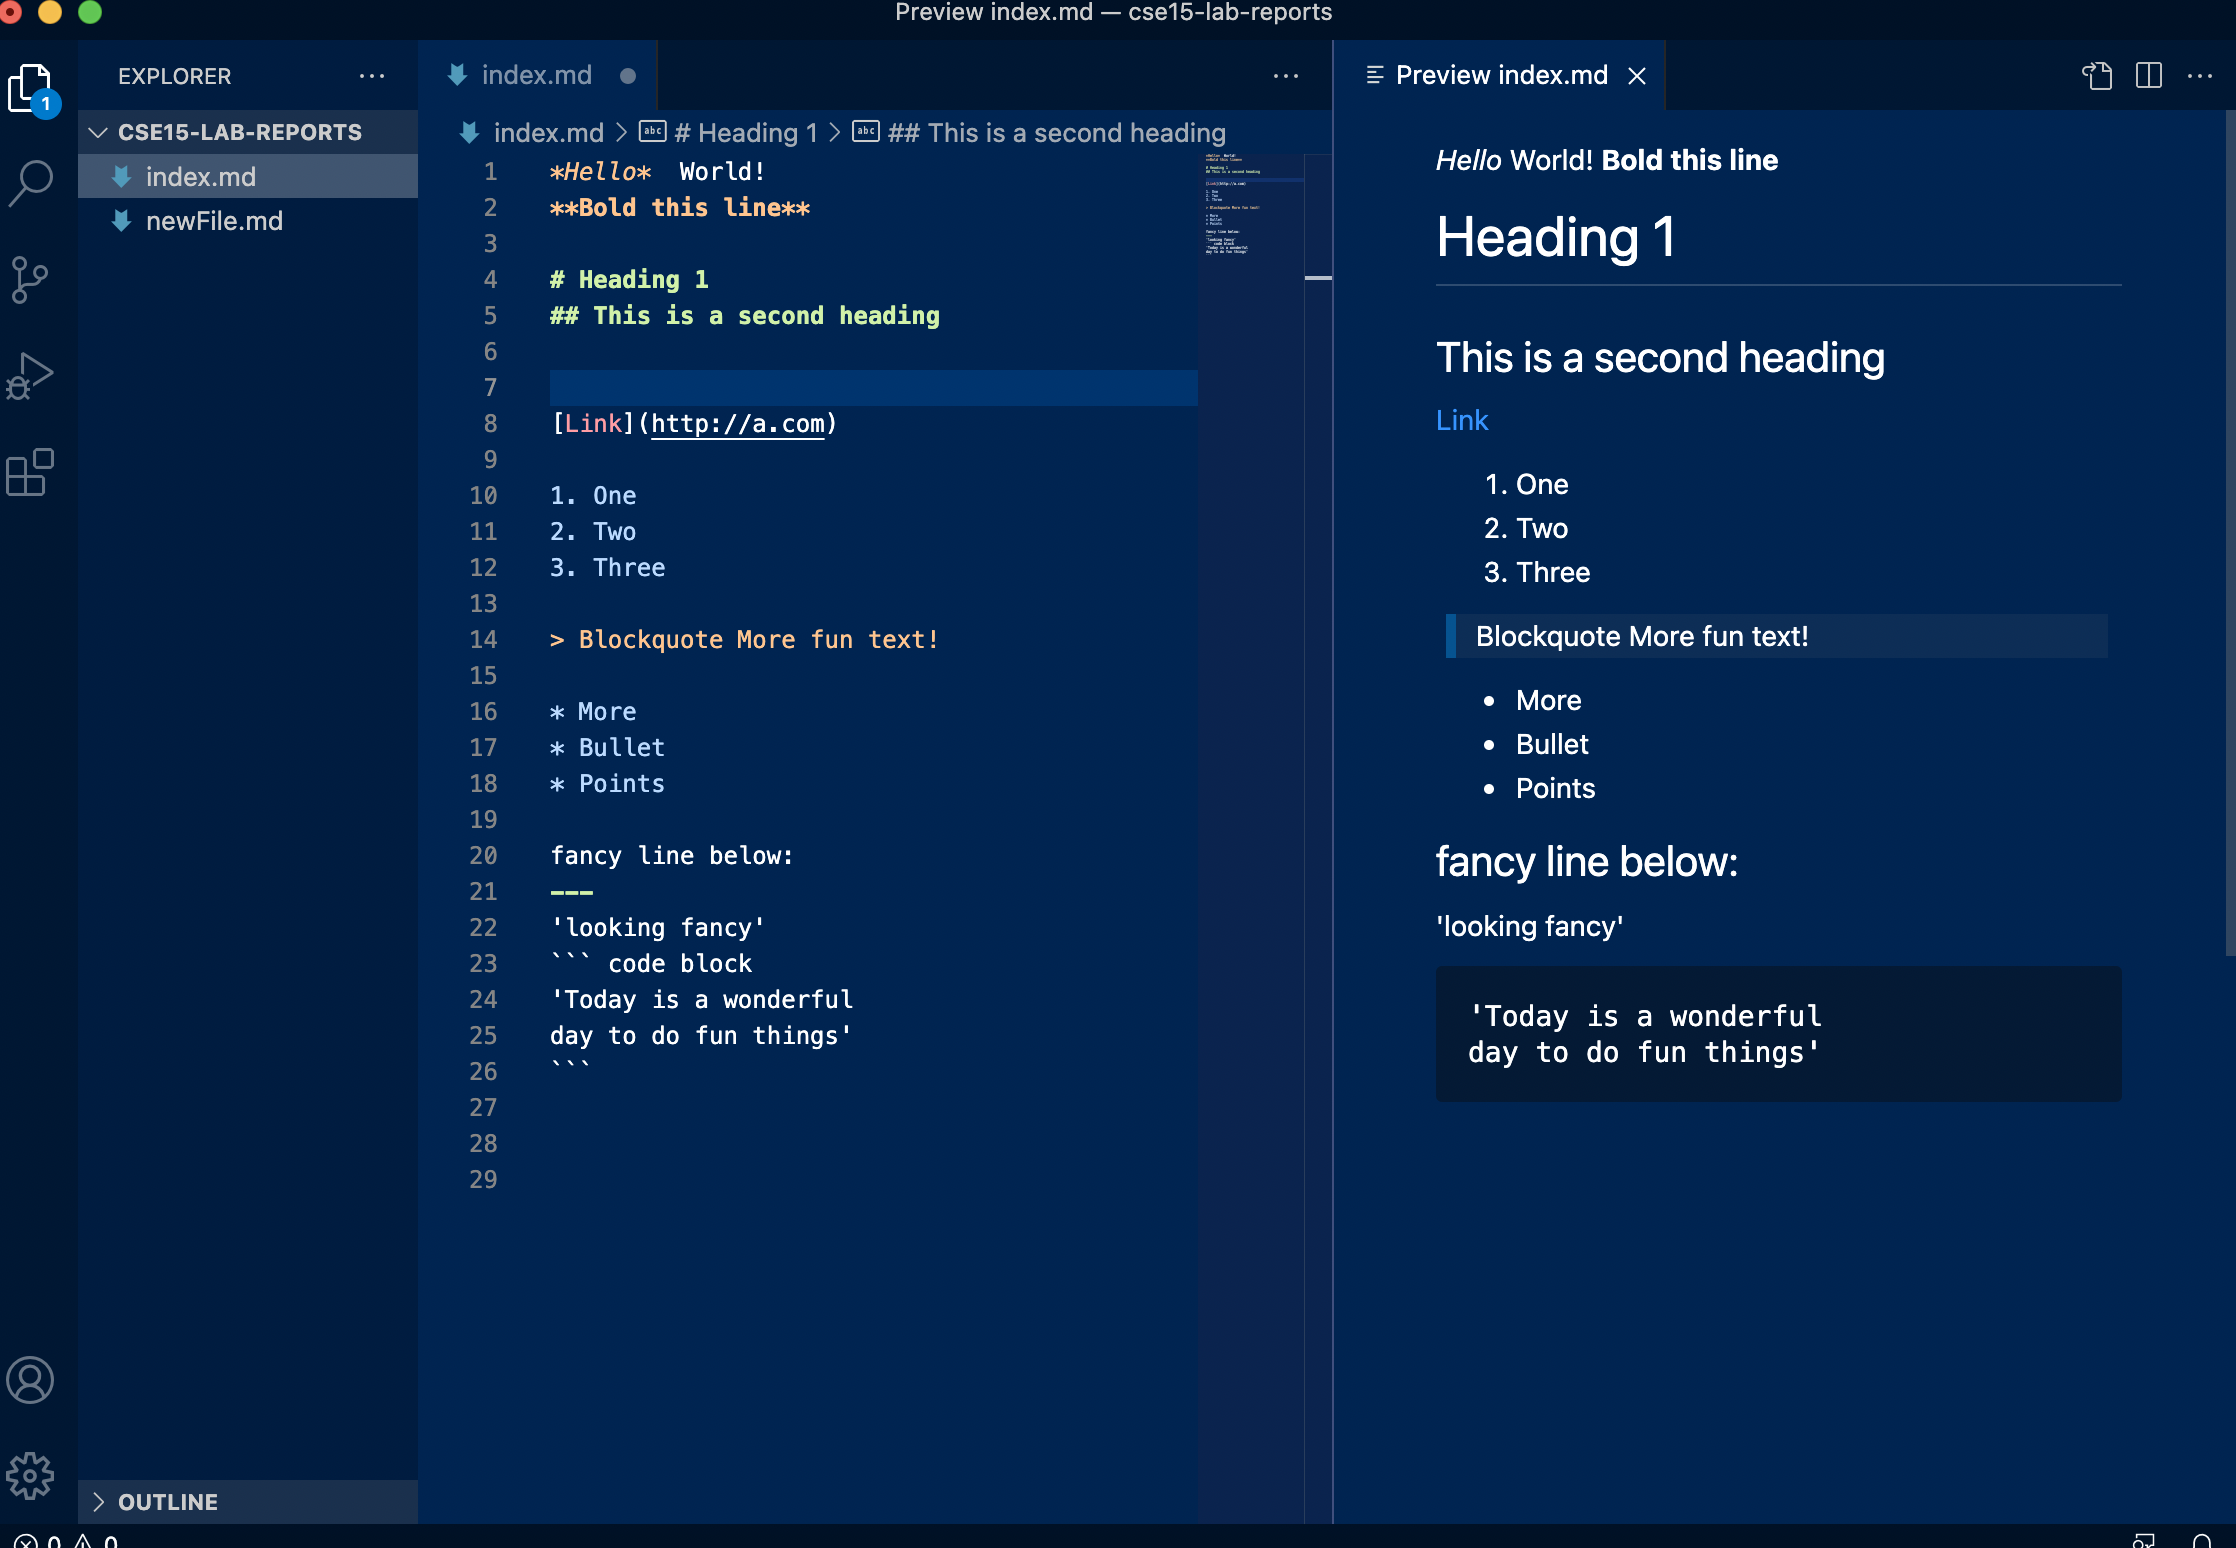 Preview index.md — cse15-lab-reports
1
EXPLORER
CSE15-LAB-REPORTS
index.md
newFile.md
OUTLINE
index.md
index.md > # Heading 1 > ## This is a second heading
1 *Hello*  World!
2 **Bold this line**
3
4 # Heading 1
5 ## This is a second heading
6
7
8 [Link](http://a.com)
9
10 1. One
11 2. Two
12 3. Three
13
14 > Blockquote More fun text!
15
16 * More
17 * Bullet
18 * Points
19
20 fancy line below:
21 ---
22 'looking fancy'
23 ``` code block
24 'Today is a wonderful
25 day to do fun things'
26 ```
27
28
29
Preview index.md
Hello World! Bold this line
Heading 1
This is a second heading
Link
1. One
2. Two
3. Three
Blockquote More fun text!
• More
• Bullet
• Points
fancy line below:
'looking fancy'
'Today is a wonderful
day to do fun things'
0 0